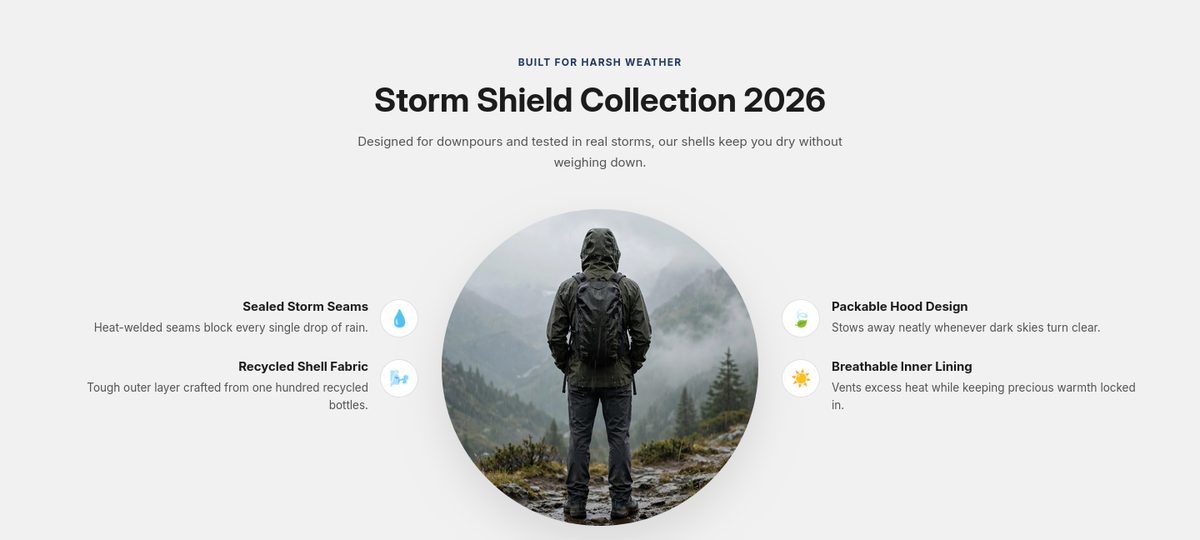 BUILT FOR HARSH WEATHER
Storm Shield Collection 2026
Designed for downpours and tested in real storms, our shells keep you dry without
weighing down.
Sealed Storm Seams
Heat-welded seams block every single drop of rain.
Recycled Shell Fabric
Tough outer layer crafted from one hundred recycled
bottles.
Packable Hood Design
Stows away neatly whenever dark skies turn clear.
Breathable Inner Lining
Vents excess heat while keeping precious warmth locked
in.